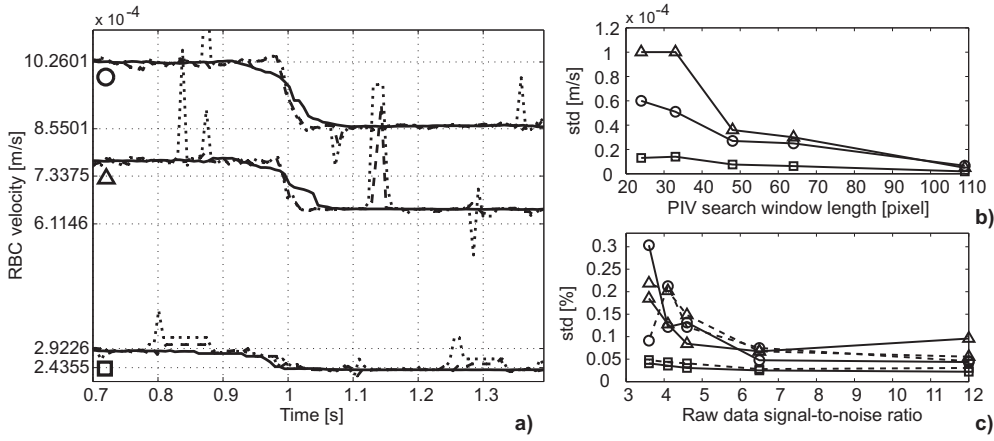 x 10⁻⁴
10.2601
8.5501
7.3375
6.1146
2.9226
2.4355
RBC velocity [m/s]
0.7 0.8 0.9 1 1.1 1.2 1.3
Time [s]
a)
x 10⁻⁴
1.2
1
0.8
0.6
0.4
0.2
0
std [m/s]
20 30 40 50 60 70 80 90 100 110
PIV search window length [pixel]
b)
0.3
0.25
0.2
0.15
0.1
0.05
0
std [%]
3 4 5 6 7 8 9 10 11 12
Raw data signal-to-noise ratio
c)